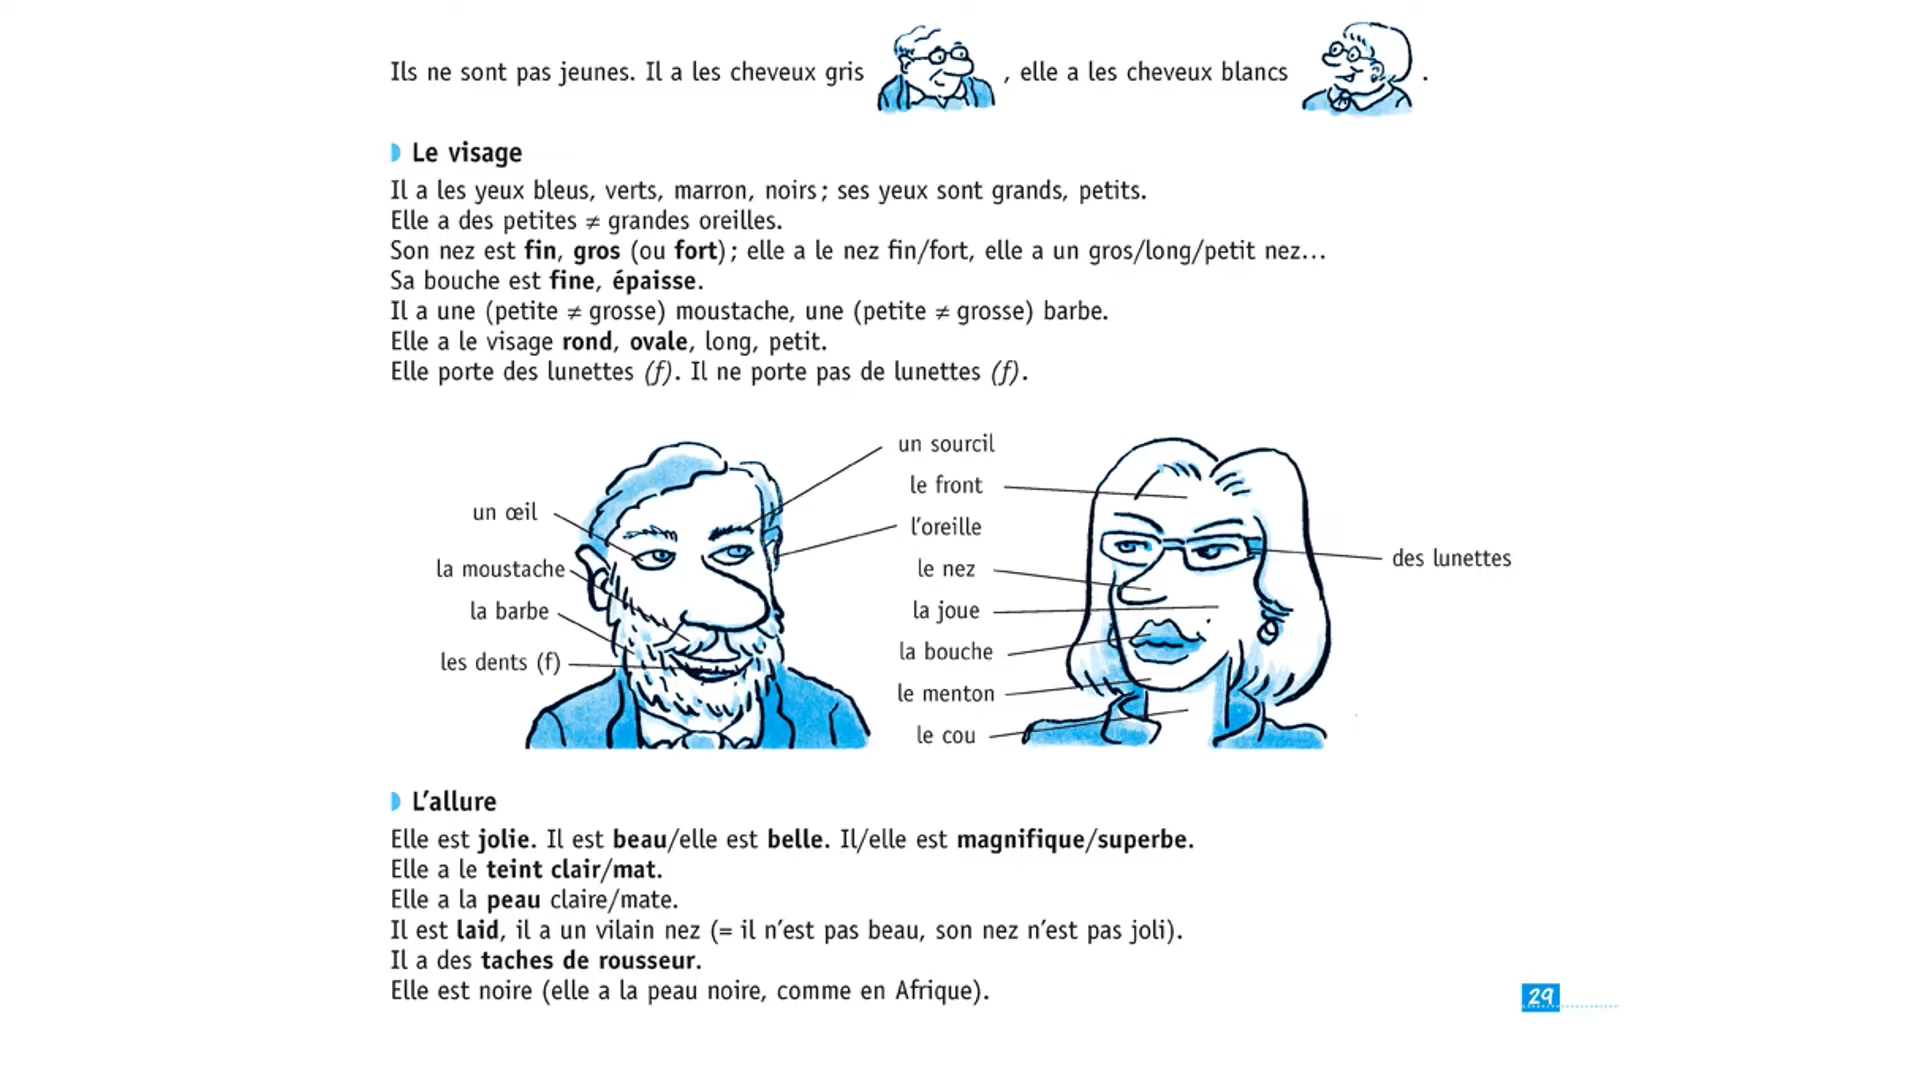 Ils ne sont pas jeunes. Il a les cheveux gris , elle a les cheveux blancs .
Le visage
Il a les yeux bleus, verts, marron, noirs ; ses yeux sont grands, petits.
Elle a des petites ≠ grandes oreilles.
Son nez est fin, gros (ou fort) ; elle a le nez fin/fort, elle a un gros/long/petit nez...
Sa bouche est fine, épaisse.
Il a une (petite ≠ grosse) moustache, une (petite ≠ grosse) barbe.
Elle a le visage rond, ovale, long, petit.
Elle porte des lunettes (f). Il ne porte pas de lunettes (f).
un œil
la moustache
la barbe
les dents (f)
un sourcil
le front
l'oreille
le nez
la joue
la bouche
le menton
le cou
des lunettes
L'allure
Elle est jolie. Il est beau/elle est belle. Il/elle est magnifique/superbe.
Elle a le teint clair/mat.
Elle a la peau claire/mate.
Il est laid, il a un vilain nez (= il n'est pas beau, son nez n'est pas joli).
Il a des taches de rousseur.
Elle est noire (elle a la peau noire, comme en Afrique).
29